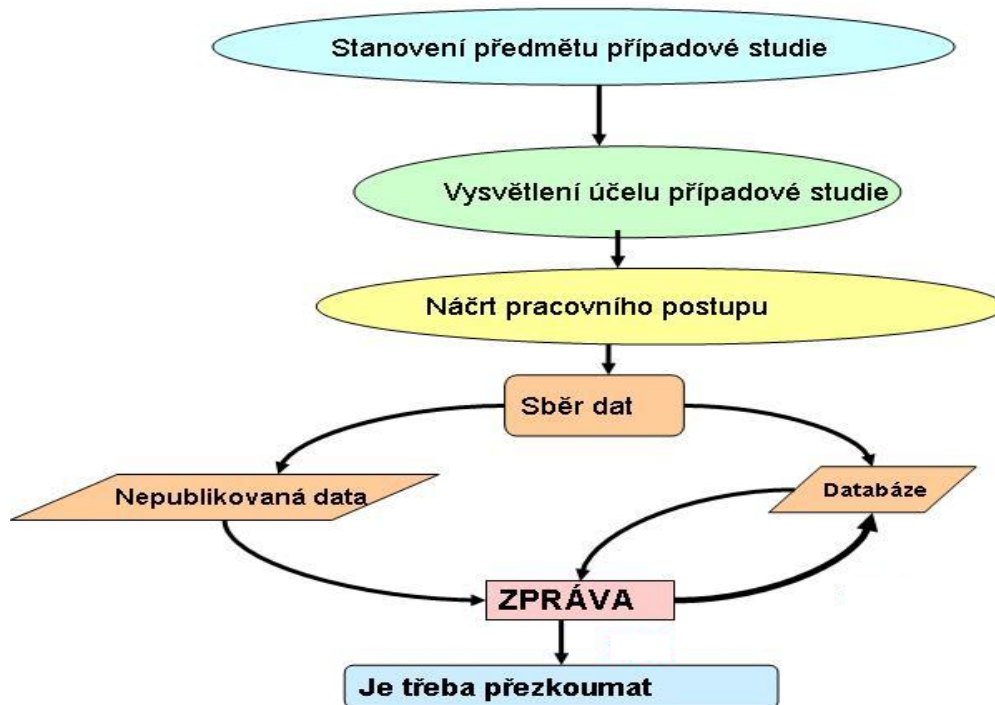 Stanovení předmětu případové studie
Vysvětlení účelu případové studie
Náčrt pracovního postupu
Sběr dat
Nepublikovaná data
Databáze
ZPRÁVA
Je třeba přezkoumat